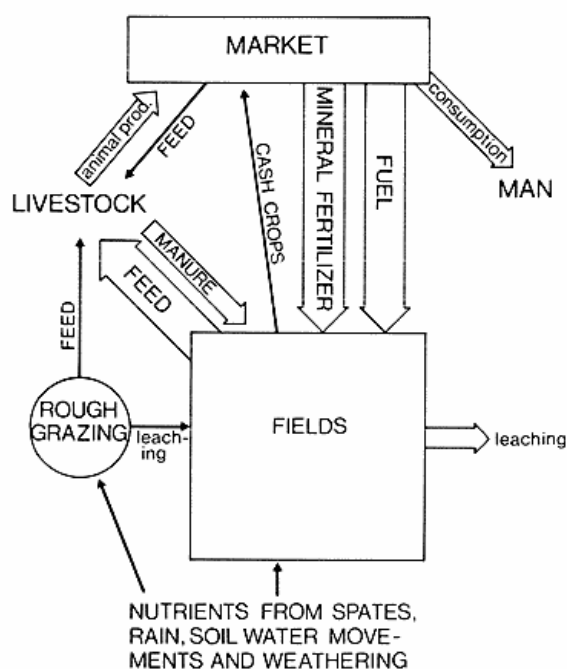 MARKET
animal prod.
FEED
CASH CROPS
MINERAL FERTILIZER
FUEL
consumption
MAN
LIVESTOCK
MANURE
FEED
FEED
ROUGH
GRAZING
leach-
ing
FIELDS
leaching
NUTRIENTS FROM SPATES,
RAIN, SOIL WATER MOVE-
MENTS AND WEATHERING